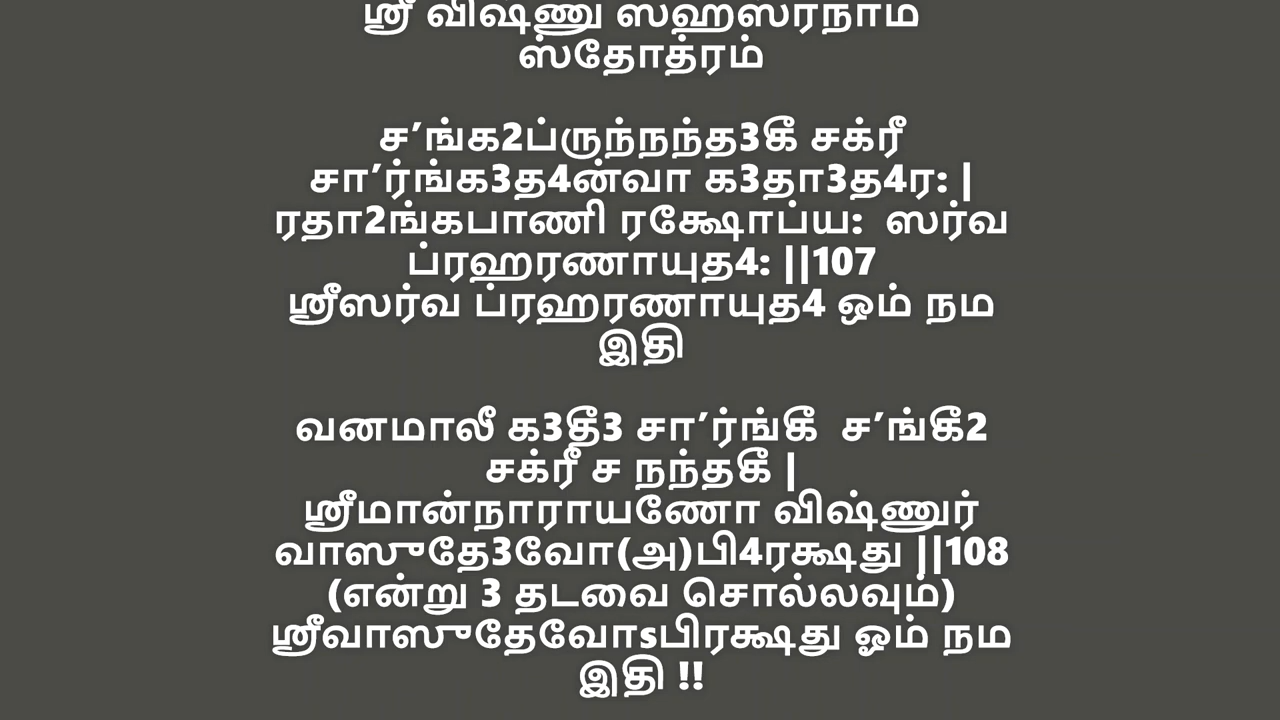 ஸ்ரீ விஷ்ணு ஸஹஸ்ரநாம
ஸ்தோத்ரம்
ச’ங்க2ப்ருந்நந்த3கீ சக்ரீ
சா’ர்ங்க3த4ன்வா க3தா3த4ர: |
ரதா2ங்கபாணி ரக்ஷோப்ய:  ஸர்வ
ப்ரஹரணாயுத4: ||107
ஸ்ரீஸர்வ ப்ரஹரணாயுத4 ஓம் நம
இதி
வனமாலீ க3தீ3 சா’ர்ங்கீ  ச’ங்கீ2
சக்ரீ ச நந்தகீ |
ஸ்ரீமான்நாராயணோ விஷ்ணுர்
வாஸுதே3வோ(அ)பி4ரக்ஷது ||108
(என்று 3 தடவை சொல்லவும்)
ஸ்ரீவாஸுதேவோsபிரக்ஷது ஓம் நம
இதி !!